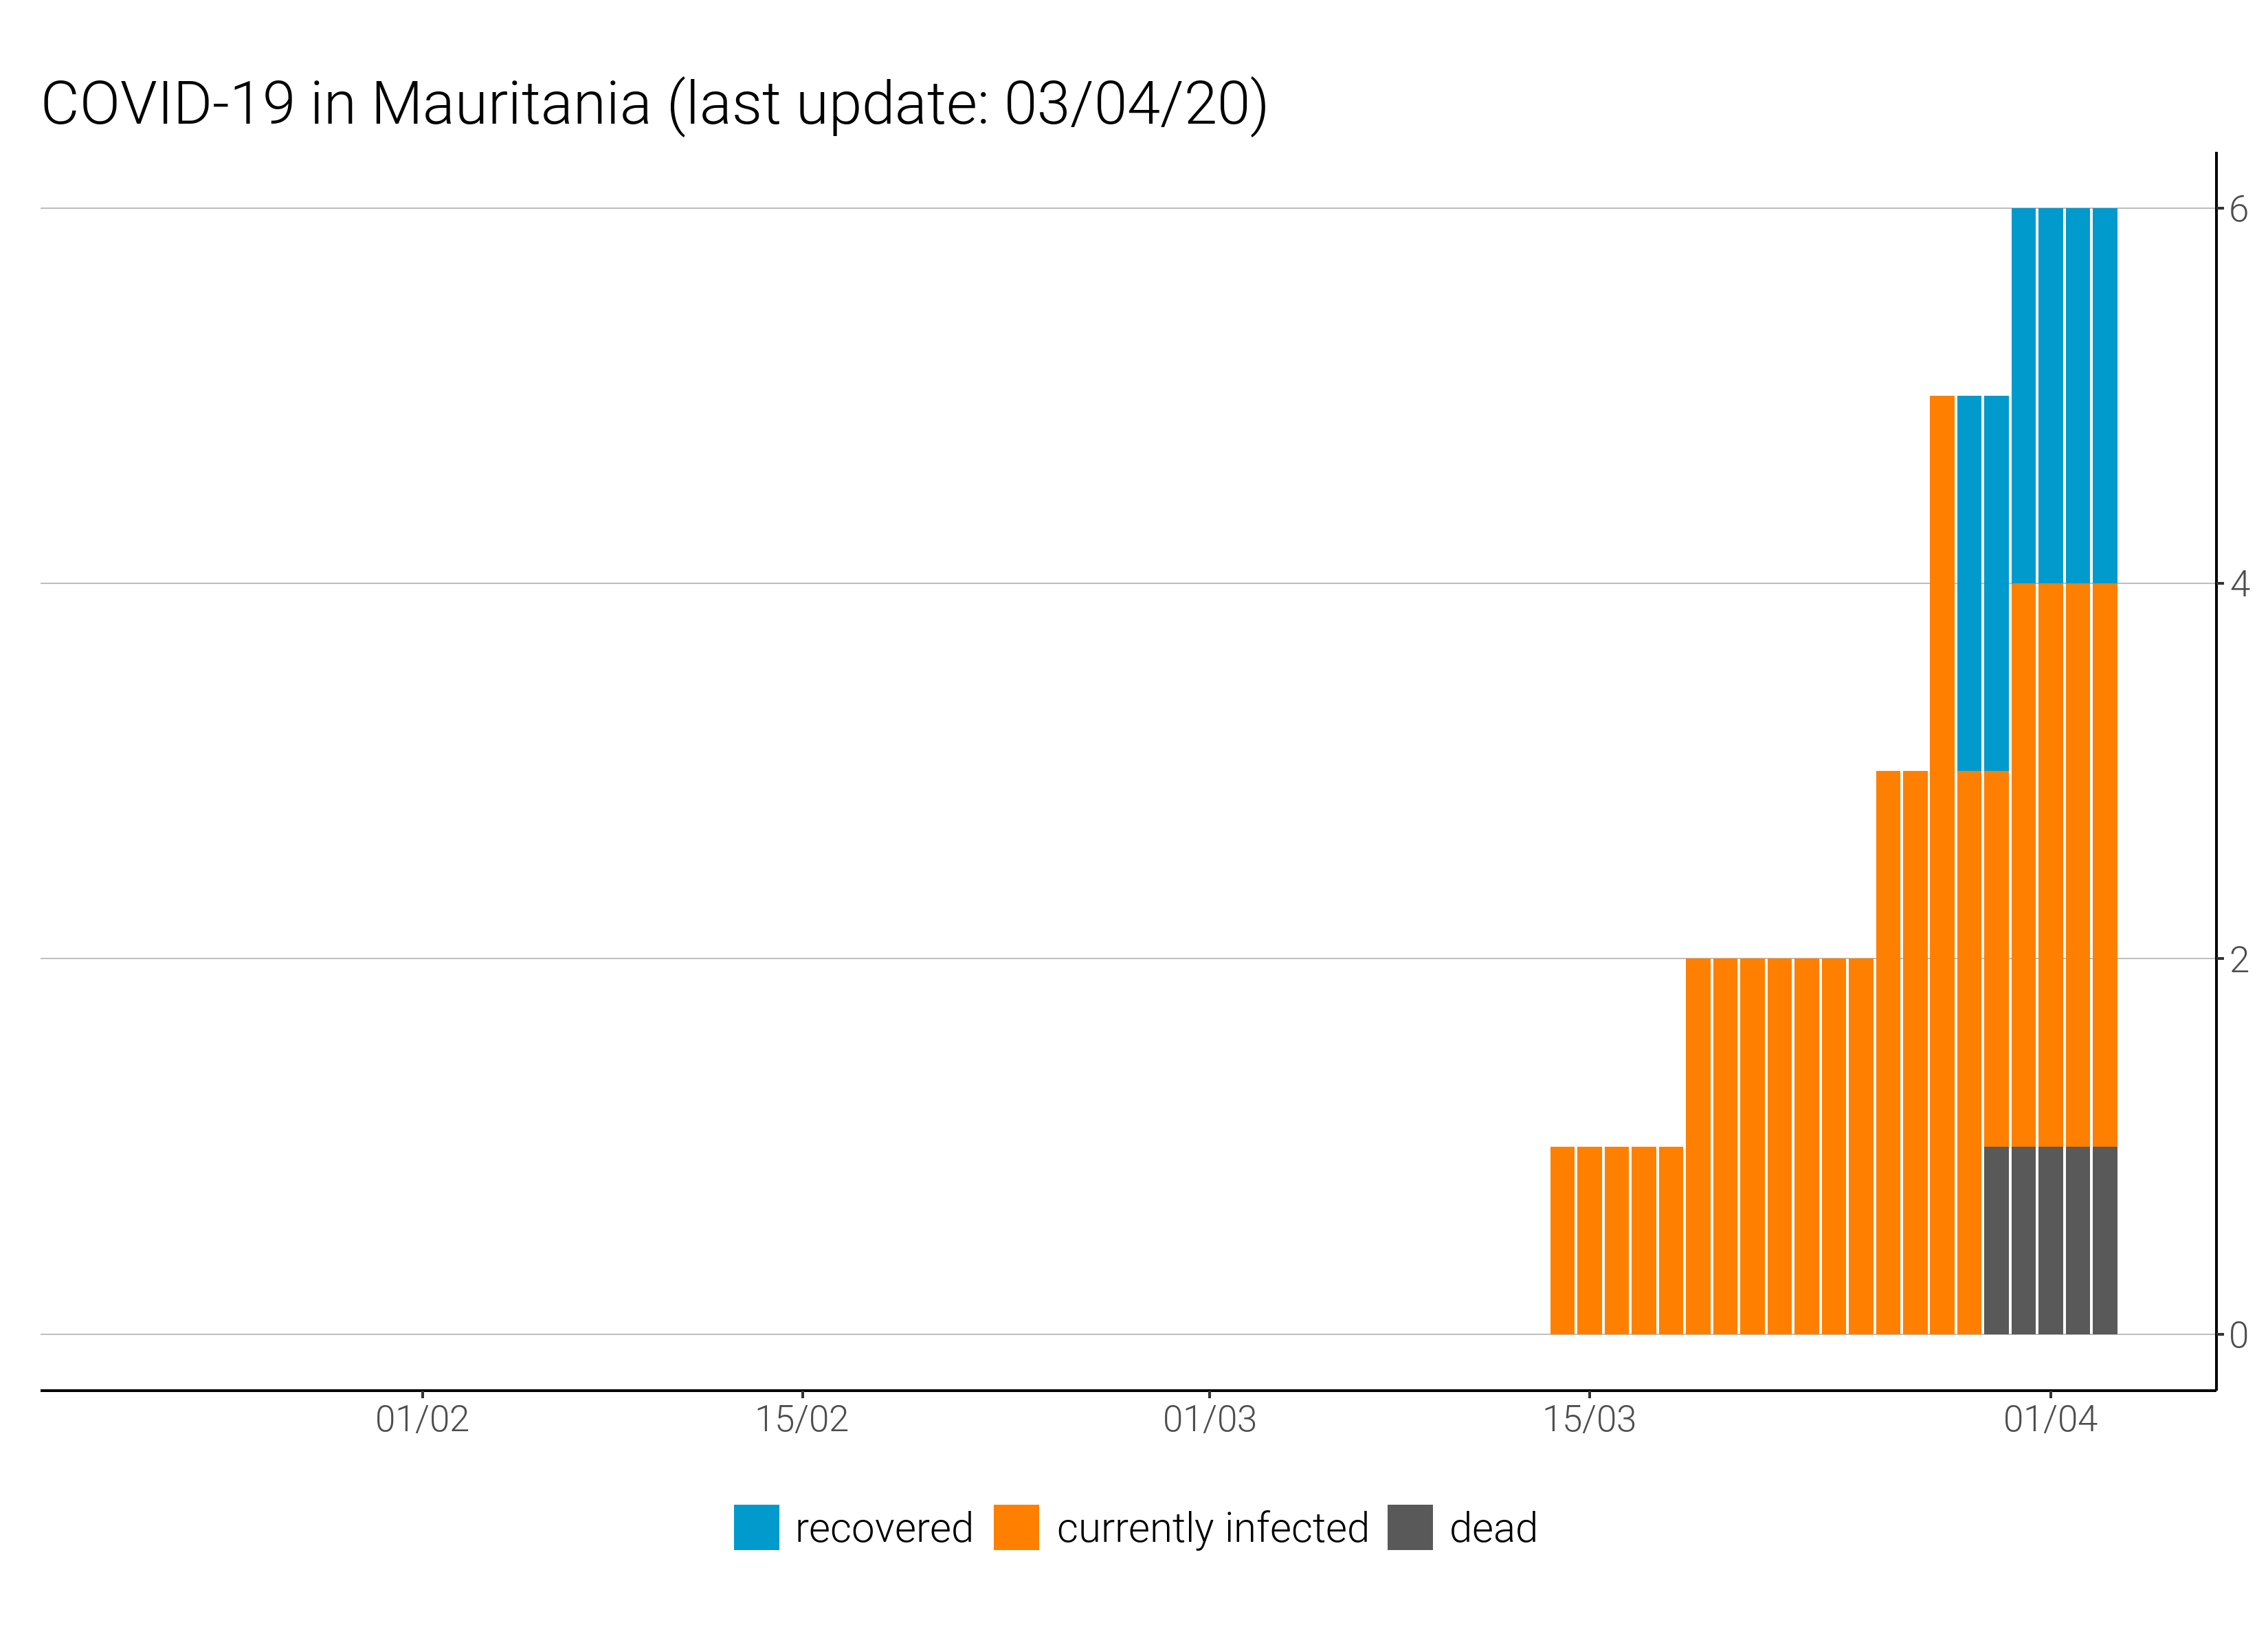 COVID-19 in Mauritania (last update: 03/04/20)
6
4
2
0
01/02 15/02 01/03 15/03 01/04
recovered currently infected dead